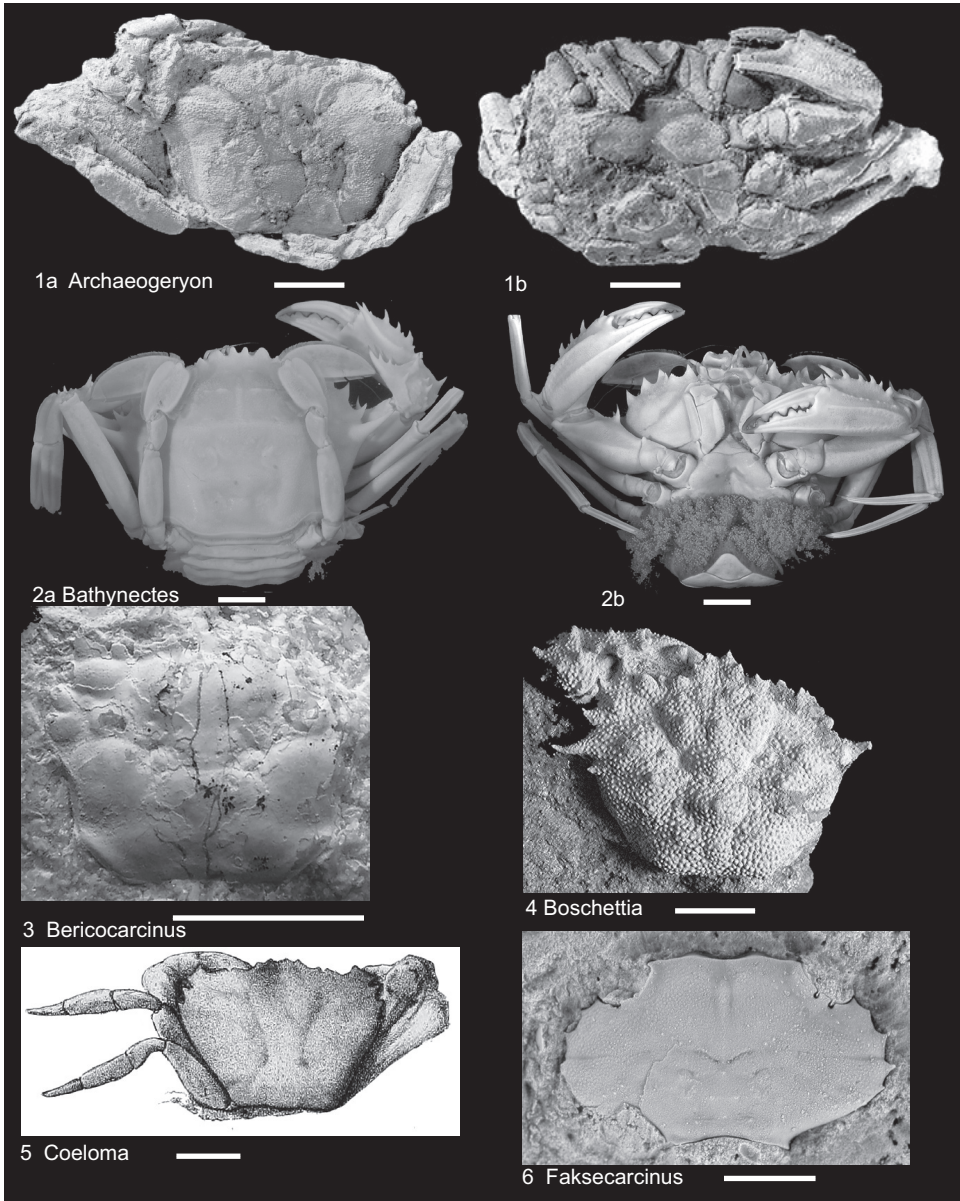 1a Archaeogeryon
1b
2a Bathynectes
2b
3 Bericocarcinus
4 Boschettia
5 Coeloma
6 Faksecarcinus